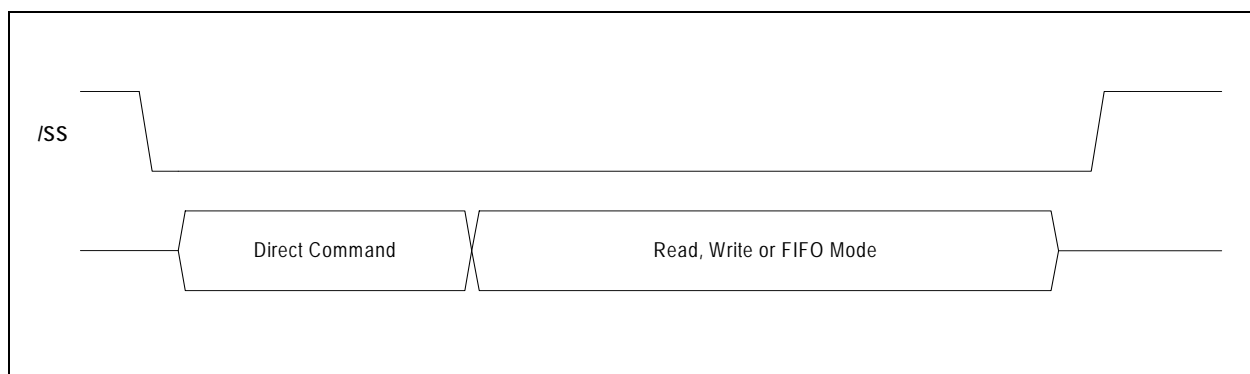 /SS
Direct Command
Read, Write or FIFO Mode